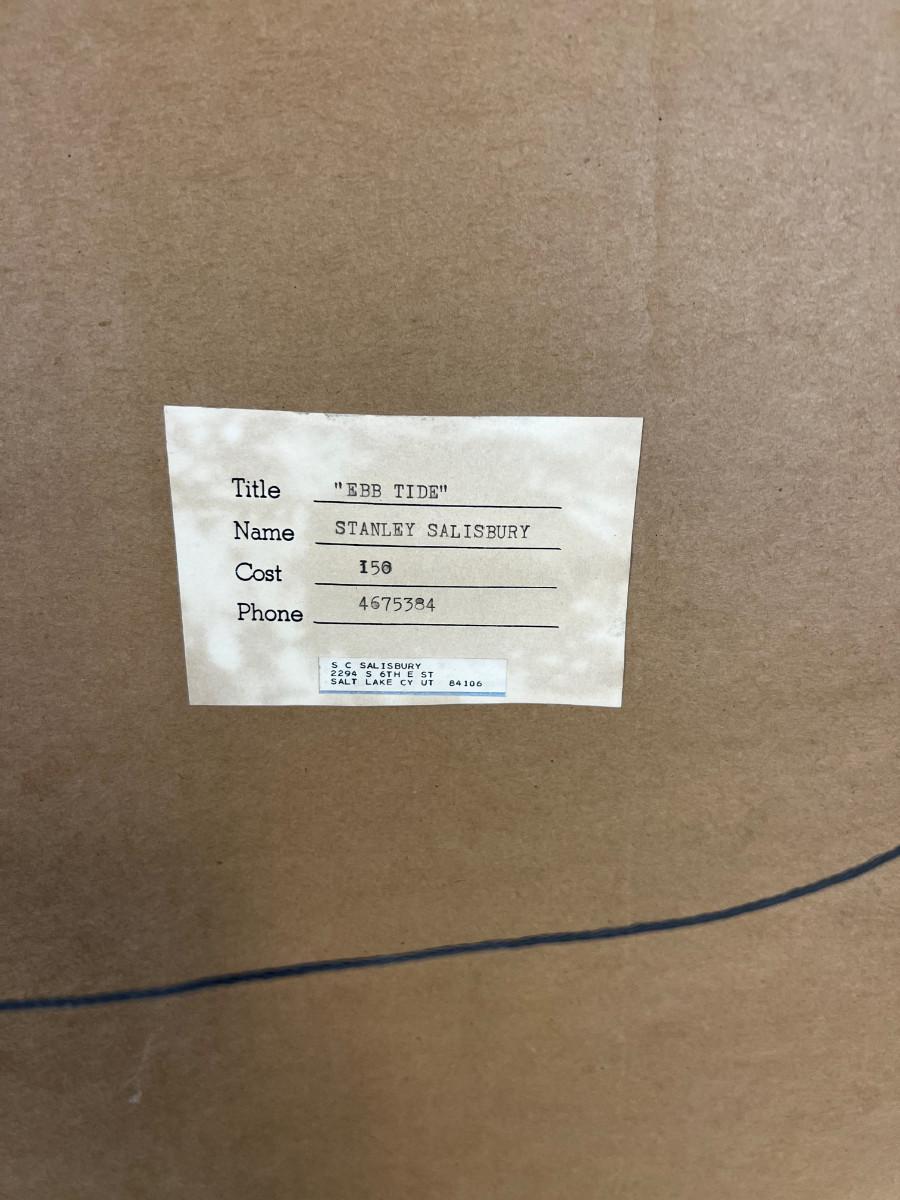 Title "EBB TIDE"
Name STANLEY SALISBURY
Cost 150
Phone 4675384
S C SALISBURY
2294 S 6TH E ST
SALT LAKE CY UT 84106